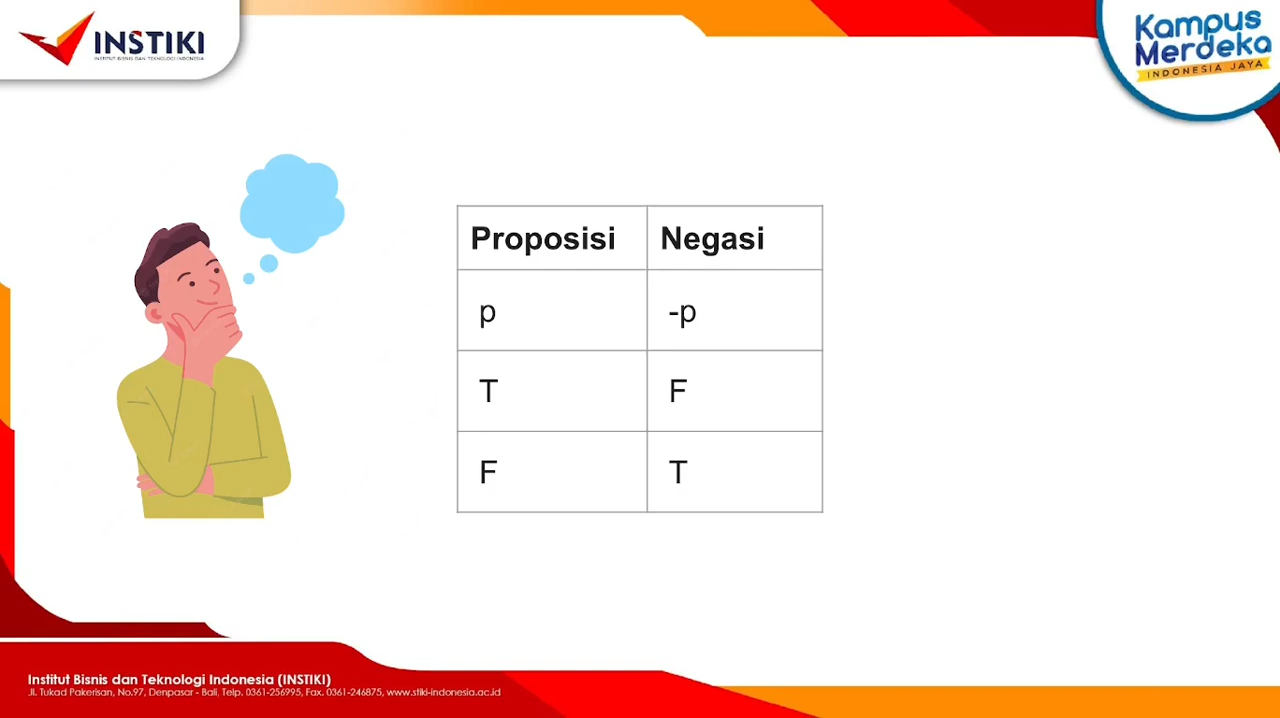 INSTIKI
INSTITUT BISNIS DAN TEKNOLOGI INDONESIA
Kampus
Merdeka
INDONESIA JAYA
Proposisi Negasi
p -p
T F
F T
Institut Bisnis dan Teknologi Indonesia (INSTIKI)
Jl. Tukad Pakerisan, No.97, Denpasar - Bali, Telp. 0361-256995, Fax. 0361-246875, www.stiki-indonesia.ac.id